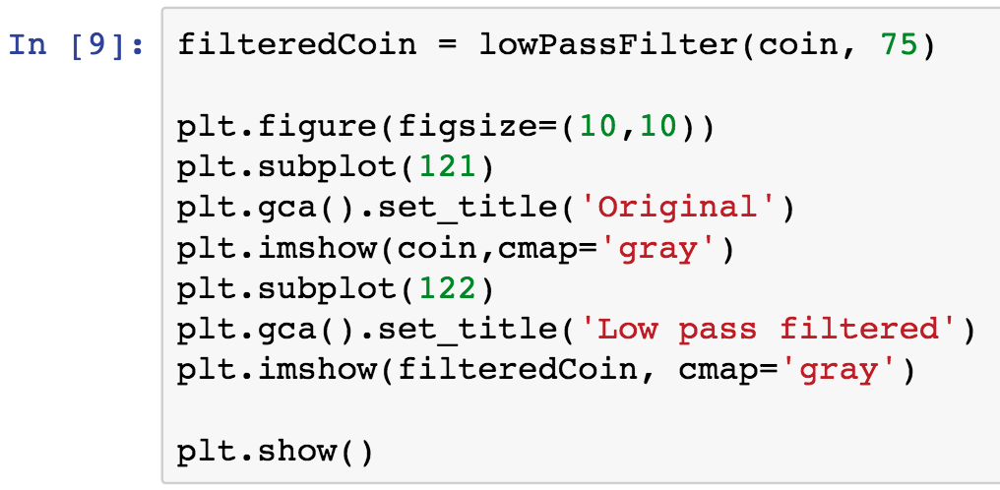 In [9]: filteredCoin = lowPassFilter(coin, 75)
plt.figure(figsize=(10,10))
plt.subplot(121)
plt.gca().set_title('Original')
plt.imshow(coin,cmap='gray')
plt.subplot(122)
plt.gca().set_title('Low pass filtered')
plt.imshow(filteredCoin, cmap='gray')
plt.show()